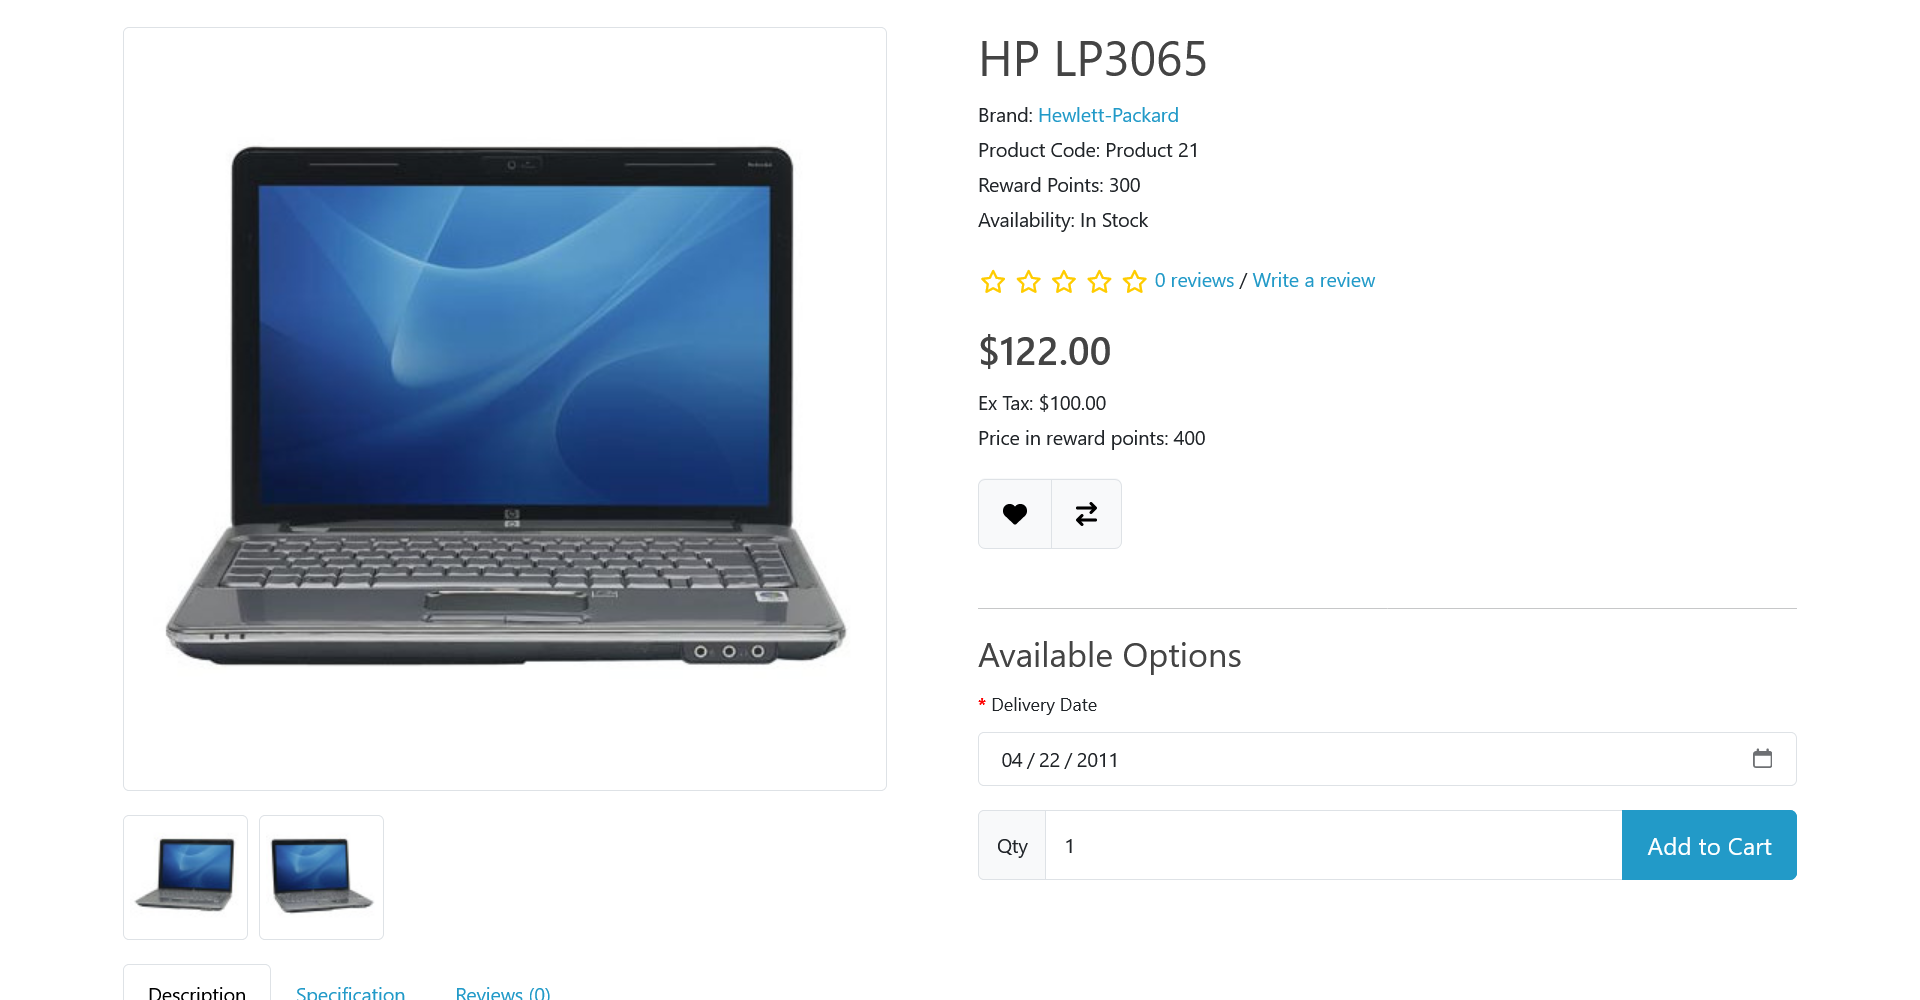 HP LP3065
Brand: Hewlett-Packard
Product Code: Product 21
Reward Points: 300
Availability: In Stock
0 reviews / Write a review
$122.00
Ex Tax: $100.00
Price in reward points: 400
Available Options
* Delivery Date
04 / 22 / 2011
Qty 1 Add to Cart
Description Specification Reviews (0)